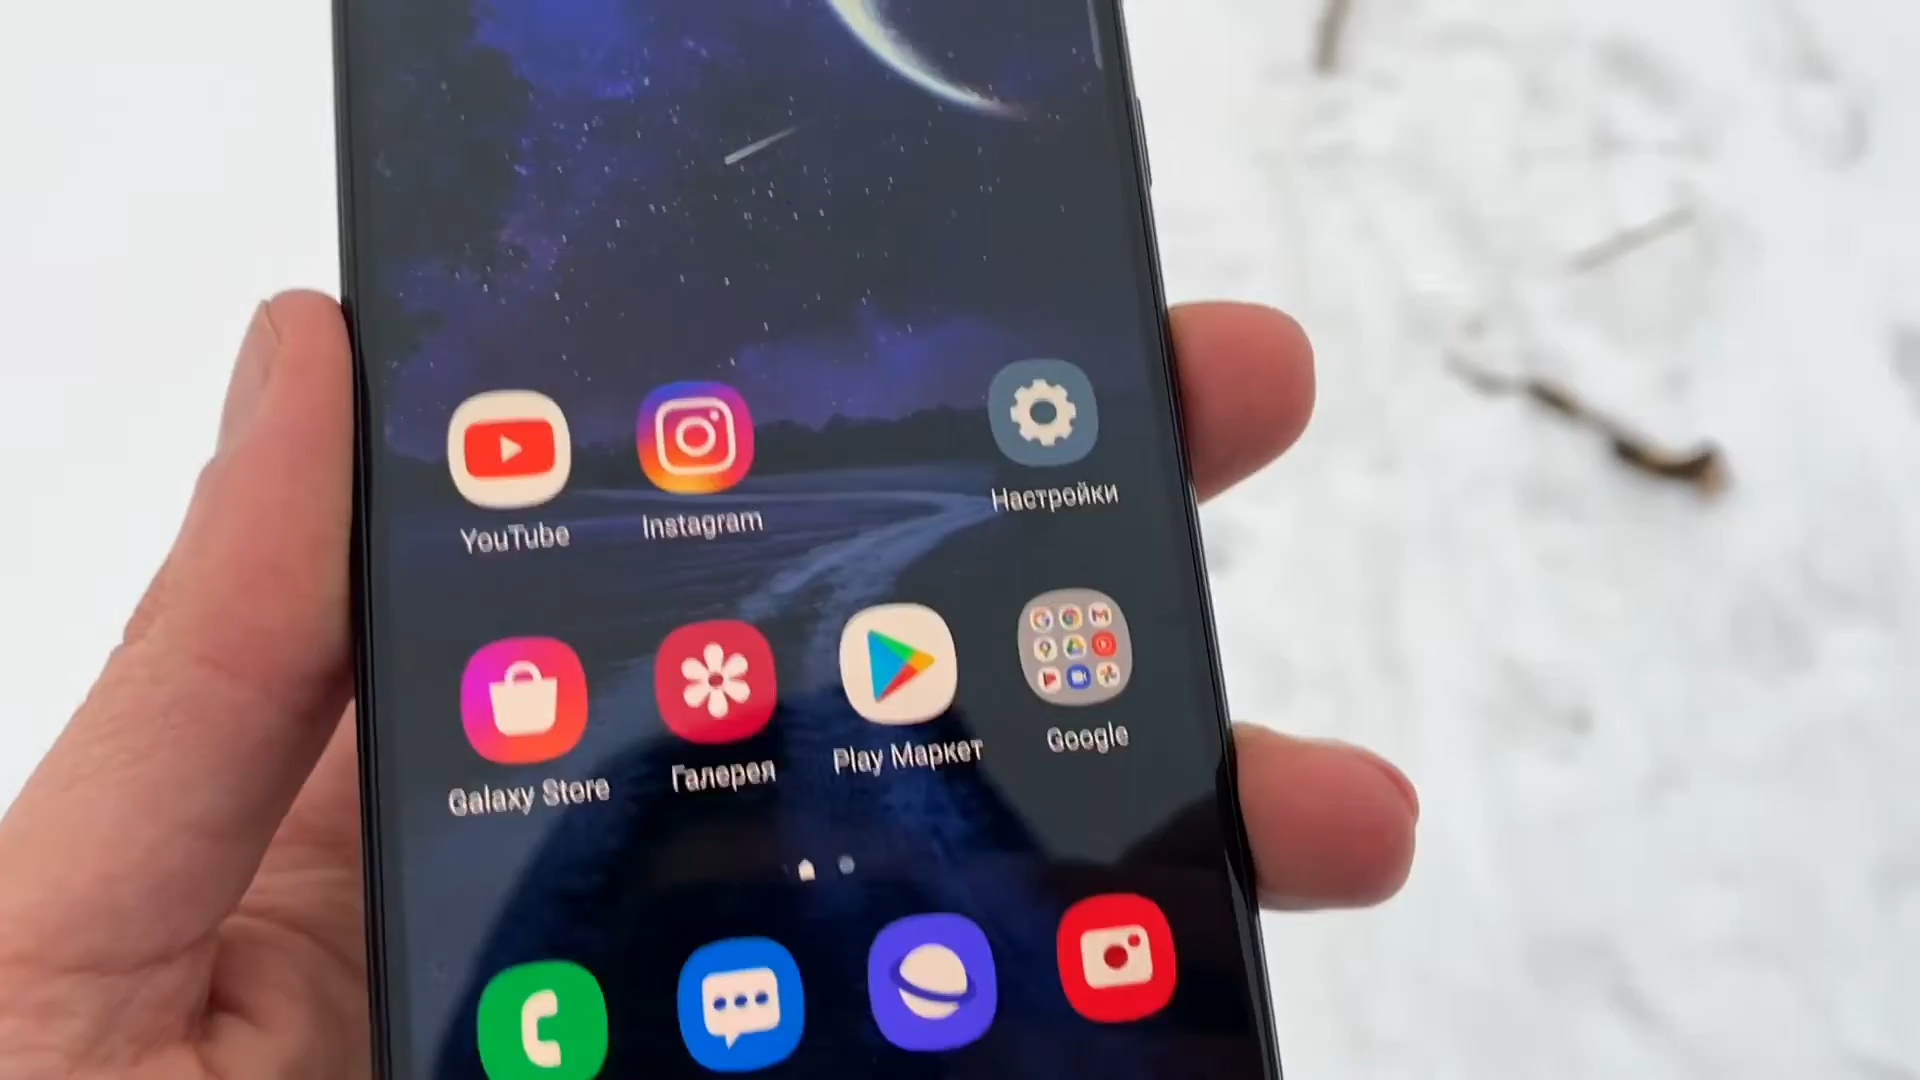 YouTube
Instagram
Настройки
Galaxy Store
Галерея
Play Маркет
Google